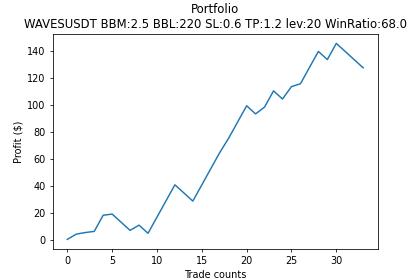 Portfolio
WAVESUSDT BBM:2.5 BBL:220 SL:0.6 TP:1.2 lev:20 WinRatio:68.0
140
120
100
80
60
40
20
0
Profit ($)
0 5 10 15 20 25 30
Trade counts